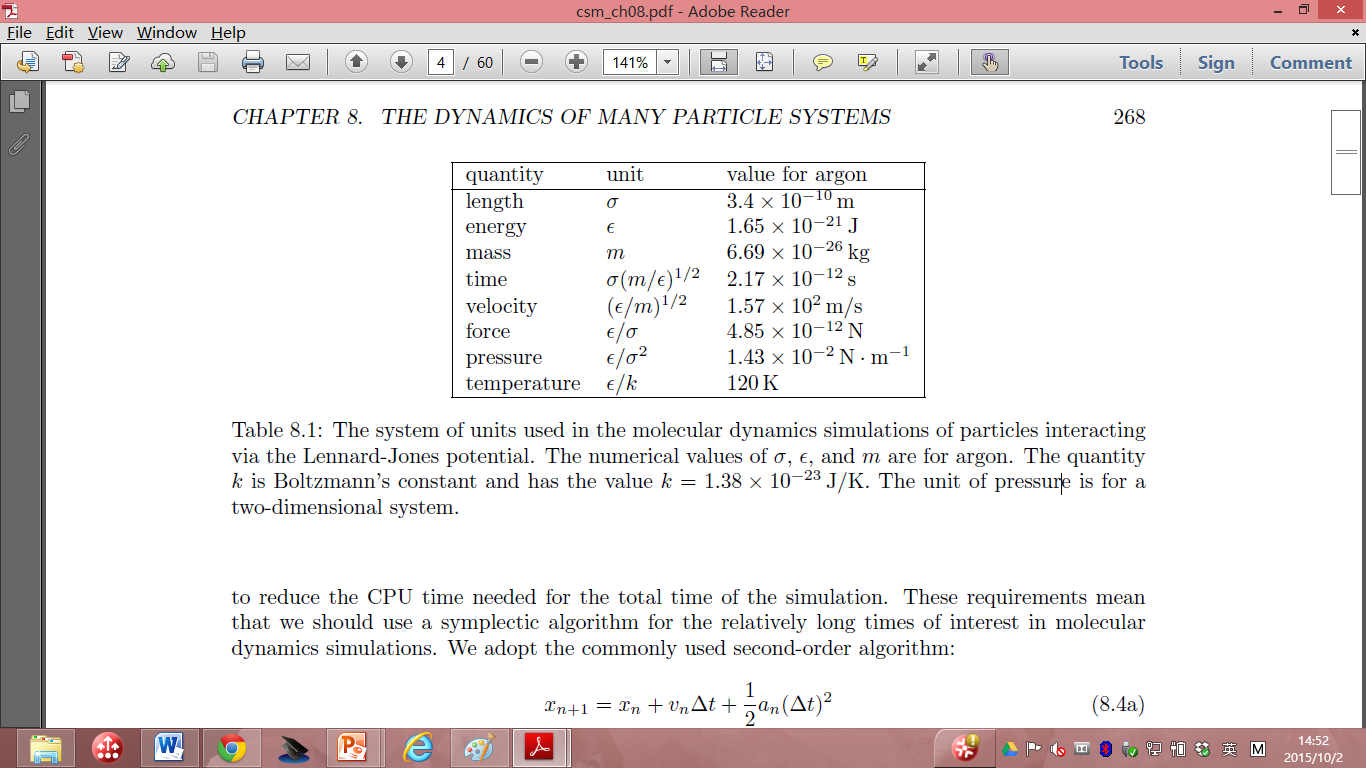 csm_ch08.pdf - Adobe Reader
File Edit View Window Help
4 / 60 141% Tools Sign Comment
CHAPTER 8. THE DYNAMICS OF MANY PARTICLE SYSTEMS 268
quantity unit value for argon
length σ 3.4 × 10⁻¹⁰ m
energy ϵ 1.65 × 10⁻²¹ J
mass m 6.69 × 10⁻²⁶ kg
time σ(m/ϵ)¹/² 2.17 × 10⁻¹² s
velocity (ϵ/m)¹/² 1.57 × 10² m/s
force ϵ/σ 4.85 × 10⁻¹² N
pressure ϵ/σ² 1.43 × 10⁻² N · m⁻¹
temperature ϵ/k 120 K
Table 8.1: The system of units used in the molecular dynamics simulations of particles interacting
via the Lennard-Jones potential. The numerical values of σ, ϵ, and m are for argon. The quantity
k is Boltzmann's constant and has the value k = 1.38 × 10⁻²³ J/K. The unit of pressure is for a
two-dimensional system.
to reduce the CPU time needed for the total time of the simulation. These requirements mean
that we should use a symplectic algorithm for the relatively long times of interest in molecular
dynamics simulations. We adopt the commonly used second-order algorithm:
xₙ₊₁ = xₙ + vₙΔt + 1/2 aₙ(Δt)² (8.4a)
英 M 14:52
2015/10/2